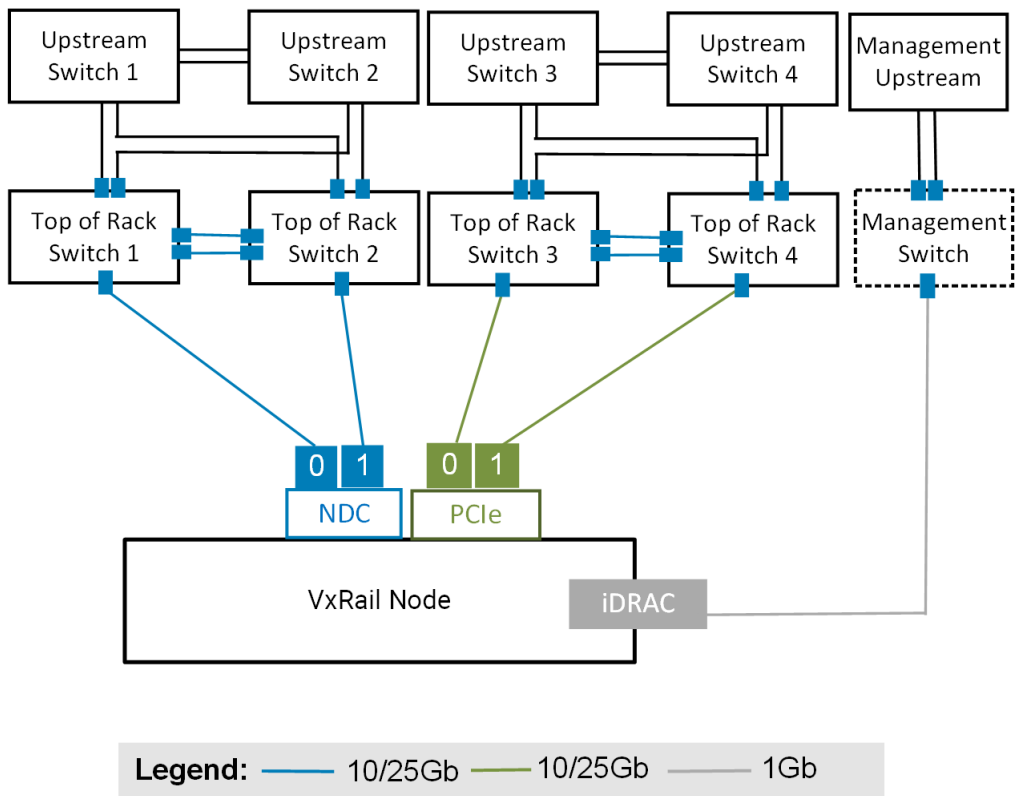 Upstream
Switch 1
Upstream
Switch 2
Upstream
Switch 3
Upstream
Switch 4
Management
Upstream
Top of Rack
Switch 1
Top of Rack
Switch 2
Top of Rack
Switch 3
Top of Rack
Switch 4
Management
Switch
0 1
NDC
0 1
PCIe
VxRail Node
iDRAC
Legend: 10/25Gb 10/25Gb 1Gb